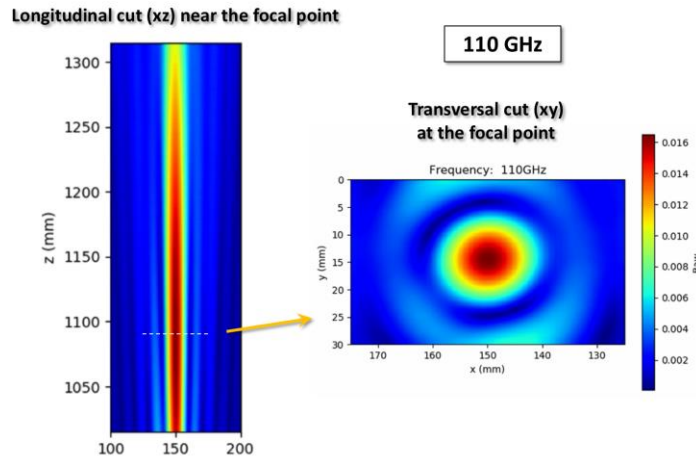 Longitudinal cut (xz) near the focal point
110 GHz
1300
1250
1200
1150
1100
1050
z (mm)
100 150 200
Transversal cut (xy)
at the focal point
Frequency: 110GHz
0
5
10
15
20
25
30
y (mm)
170 160 150 140 130
x (mm)
0.016
0.014
0.012
0.010
0.008
0.006
0.004
0.002